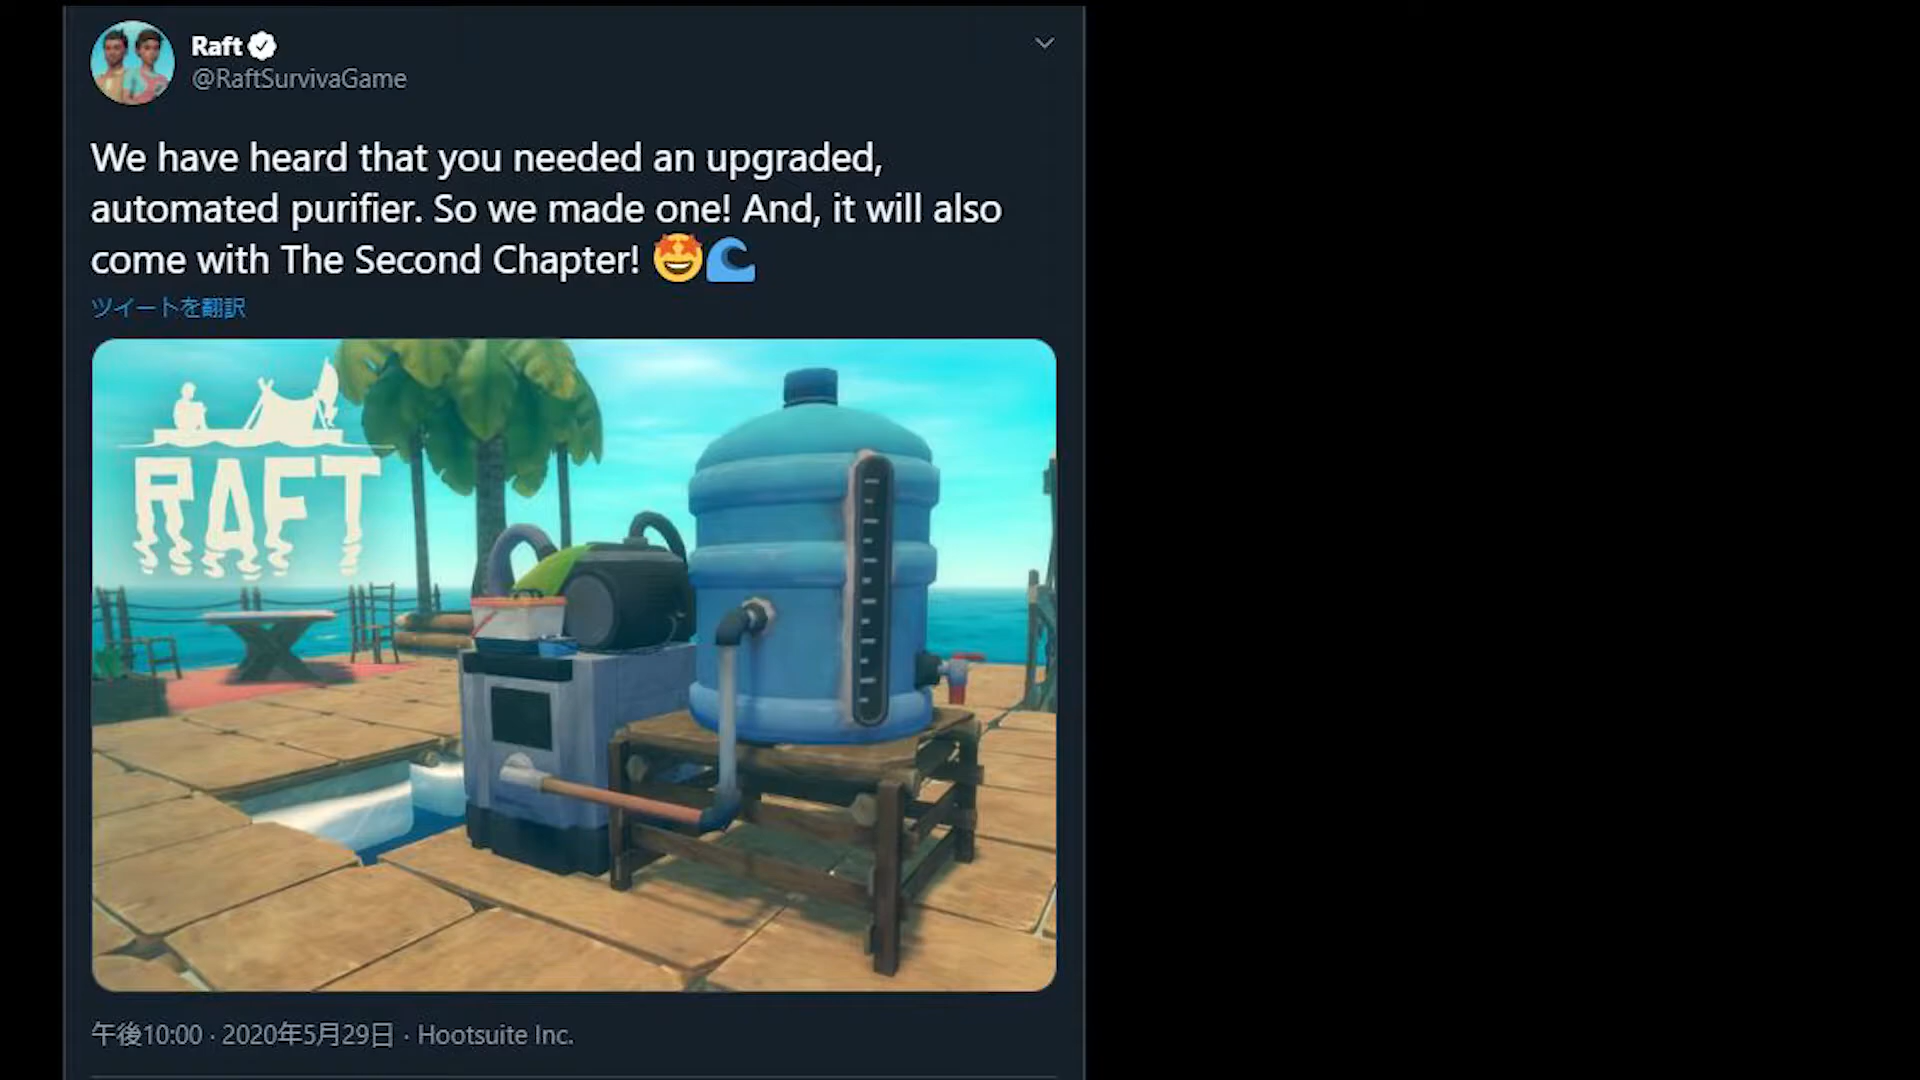 Raft
@RaftSurvivaGame
We have heard that you needed an upgraded,
automated purifier. So we made one! And, it will also
come with The Second Chapter! 🤩🌊
ツイートを翻訳
RAFT
午後10:00 · 2020年5月29日 · Hootsuite Inc.